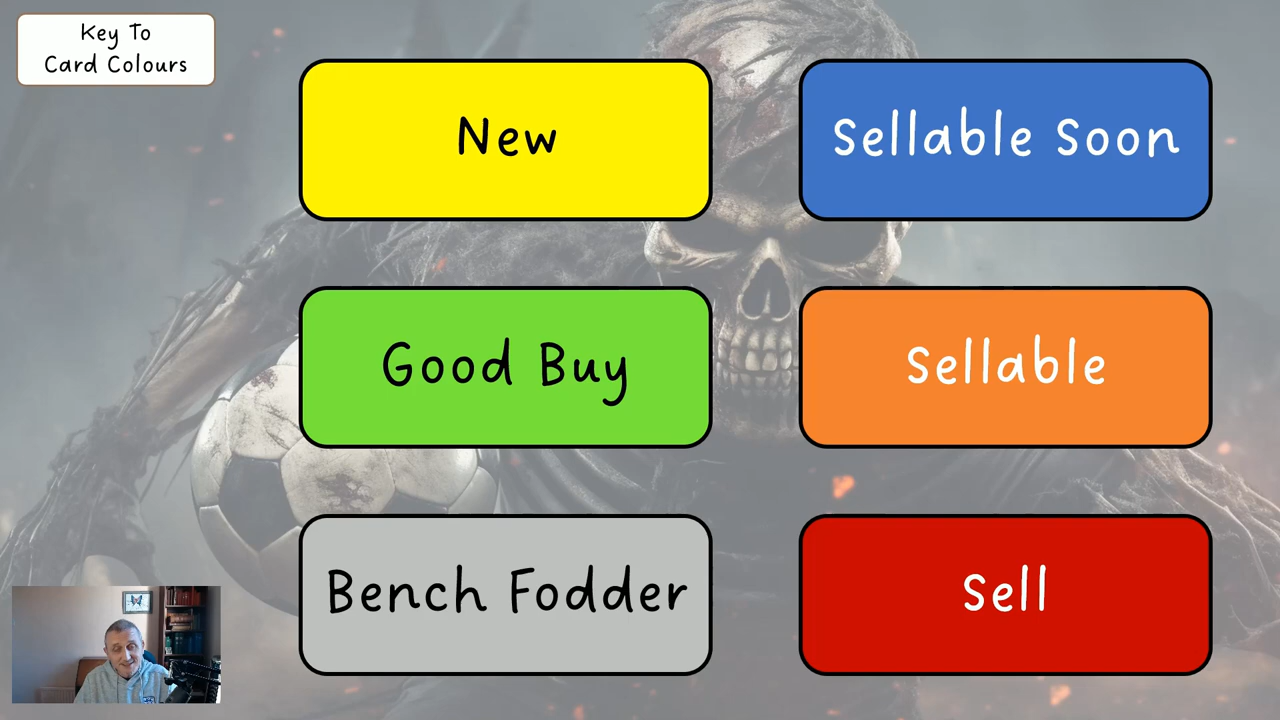 Key To
Card Colours
New
Sellable Soon
Good Buy
Sellable
Bench Fodder
Sell